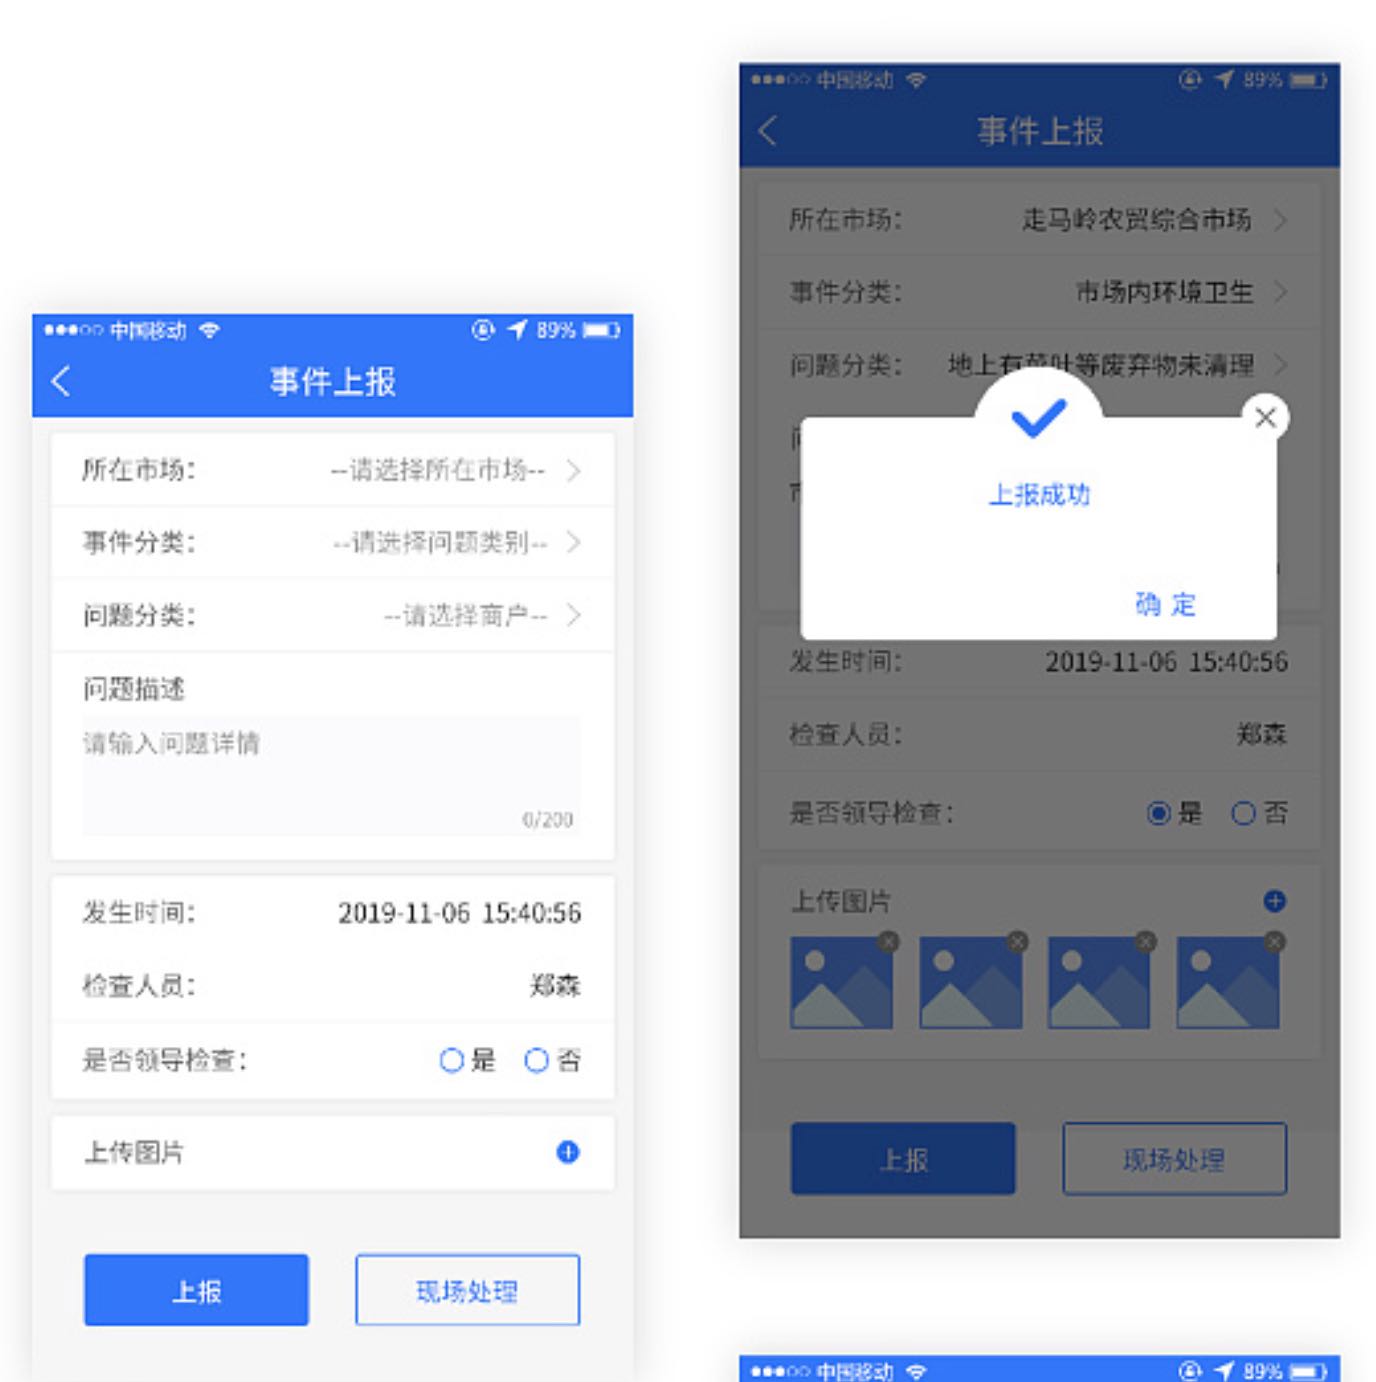 中国移动 89%
事件上报
所在市场： --请选择所在市场--
事件分类： --请选择问题类别--
问题分类： --请选择商户--
问题描述
请输入问题详情
0/200
发生时间： 2019-11-06 15:40:56
检查人员： 郑森
是否领导检查： 是 否
上传图片
上报 现场处理
中国移动 89%
事件上报
所在市场： 走马岭农贸综合市场
事件分类： 市场内环境卫生
问题分类： 地上有菜叶等废弃物未清理
上报成功
确 定
发生时间： 2019-11-06 15:40:56
检查人员： 郑森
是否领导检查： 是 否
上传图片
上报 现场处理
中国移动 89%